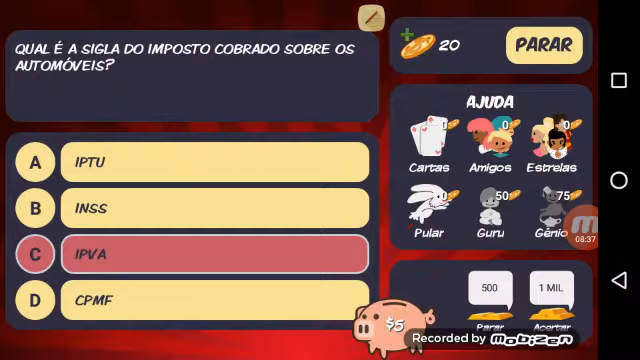 QUAL É A SIGLA DO IMPOSTO COBRADO SOBRE OS
AUTOMÓVEIS?
A IPTU
B INSS
C IPVA
D CPMF
20
PARAR
AJUDA
0 0 0
Cartas Amigos Estrelas
0 50 75
Pular Guru Gênio
08:37
500 1 MIL
Parar Acertar
$5
Recorded by mobizen